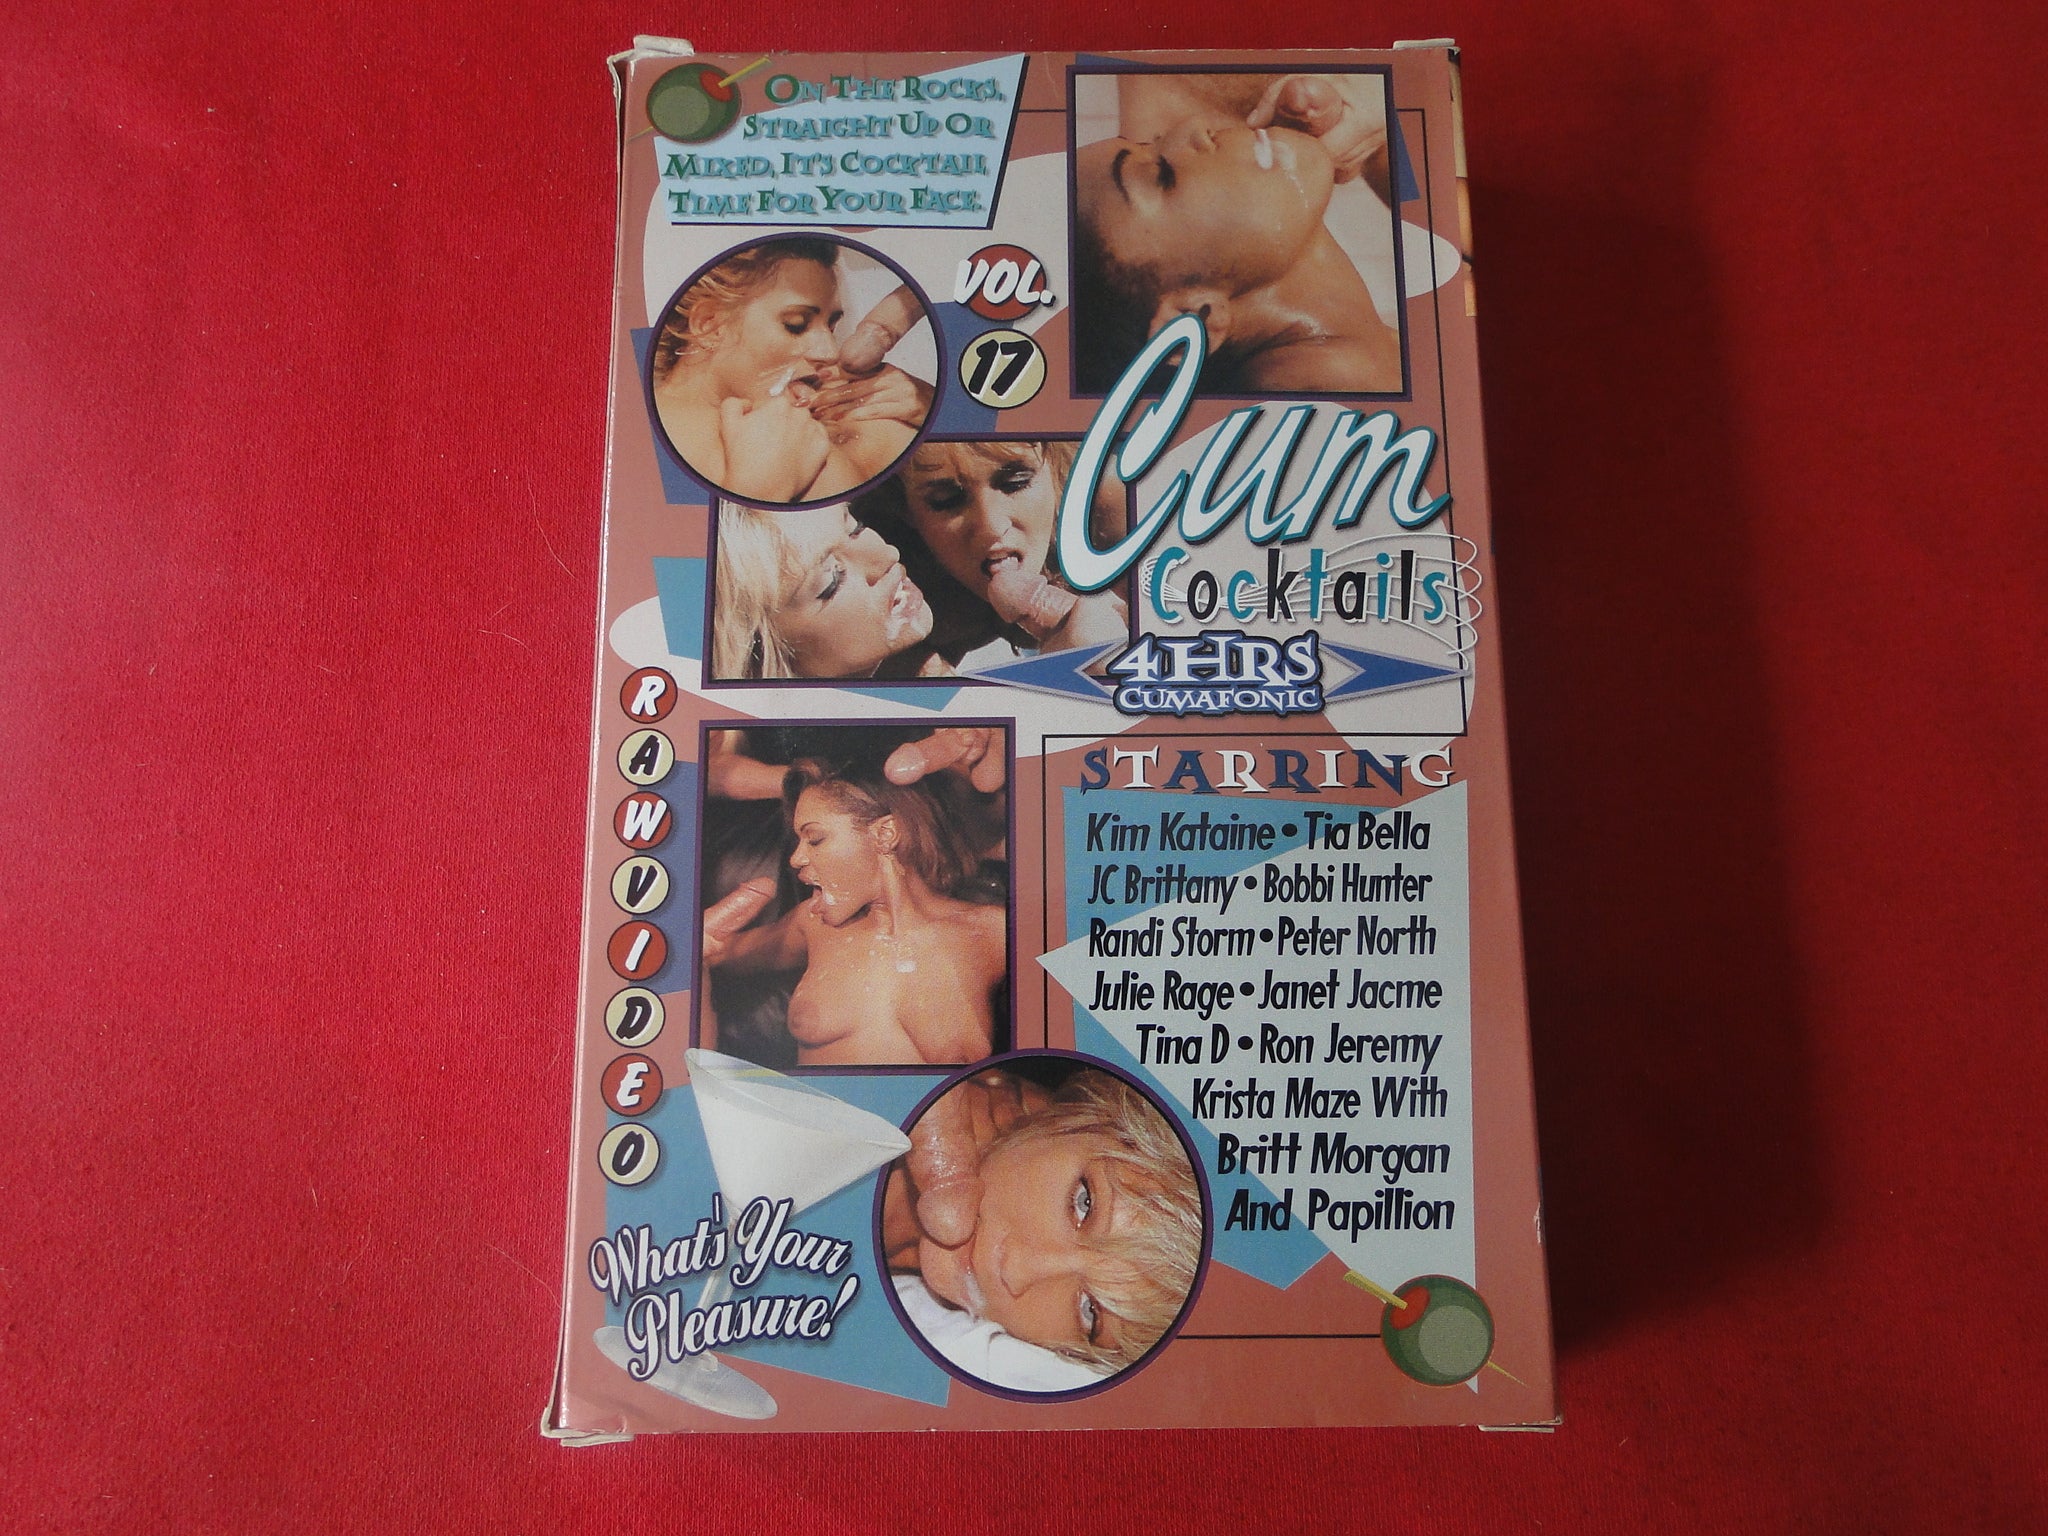 On The Rocks,
Straight Up Or
Mixed, It's Cocktail
Time For Your Face.
VOL.
17
Cum
Cocktails
4HRS
CUMAFONIC
RAWVIDEO
STARRING
Kim Kataine • Tia Bella
JC Brittany • Bobbi Hunter
Randi Storm • Peter North
Julie Rage • Janet Jacme
Tina D • Ron Jeremy
Krista Maze With
Britt Morgan
And Papillion
What's Your
Pleasure!